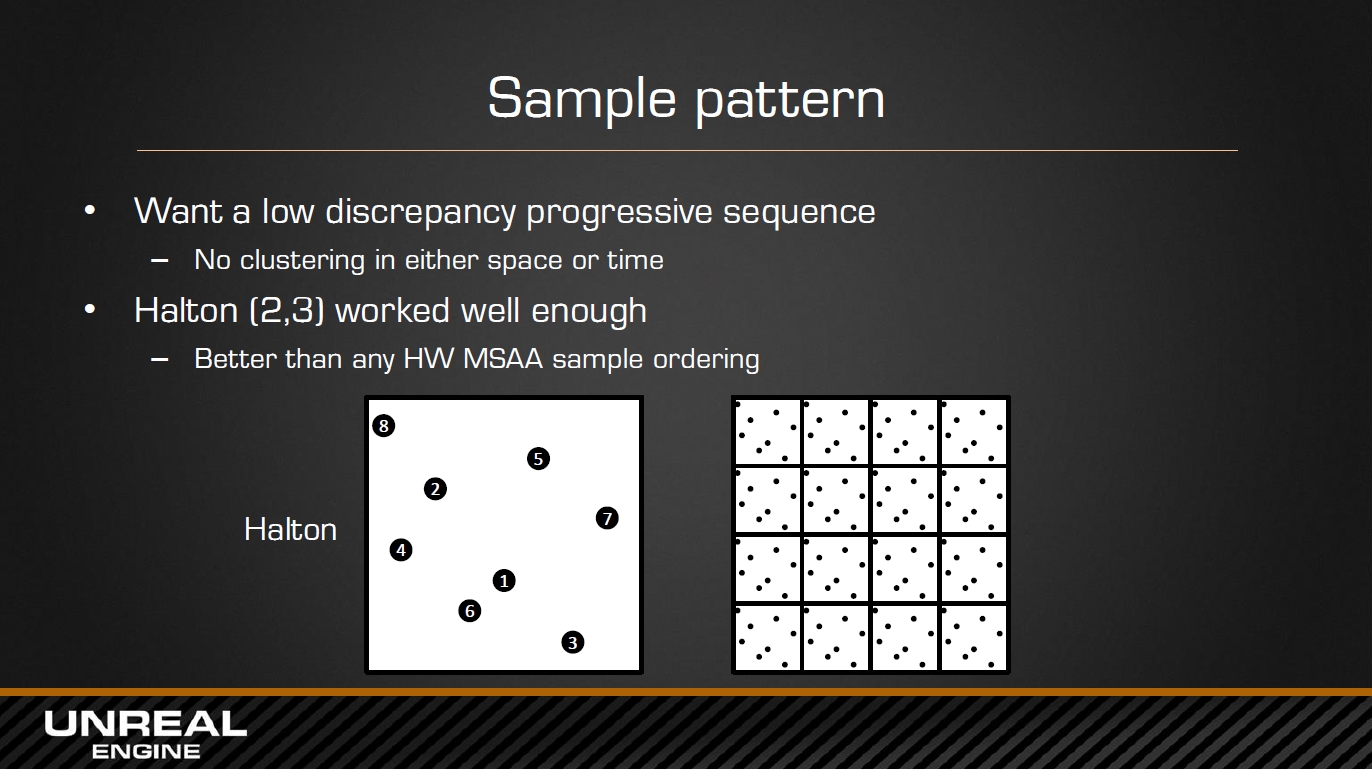 Sample pattern
• Want a low discrepancy progressive sequence
– No clustering in either space or time
• Halton (2,3) worked well enough
– Better than any HW MSAA sample ordering
8
5
2
7
Halton
4
1
6
3
UNREAL
ENGINE